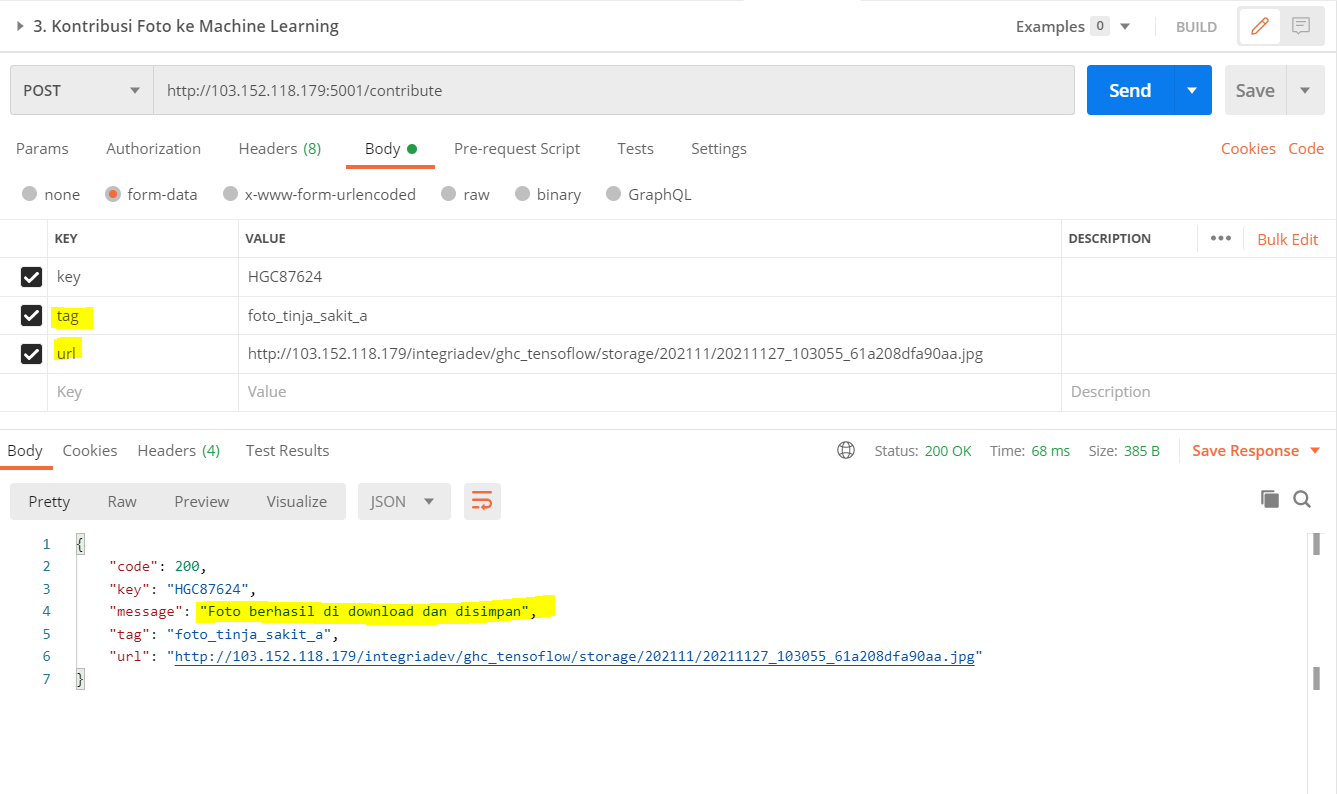 3. Kontribusi Foto ke Machine Learning Examples 0 BUILD
POST http://103.152.118.179:5001/contribute Send Save
Params Authorization Headers (8) Body Pre-request Script Tests Settings Cookies Code
none form-data x-www-form-urlencoded raw binary GraphQL
KEY VALUE DESCRIPTION ••• Bulk Edit
key HGC87624
tag foto_tinja_sakit_a
url http://103.152.118.179/integriadev/ghc_tensoflow/storage/202111/20211127_103055_61a208dfa90aa.jpg
Key Value Description
Body Cookies Headers (4) Test Results Status: 200 OK Time: 68 ms Size: 385 B Save Response
Pretty Raw Preview Visualize JSON
1 {
2 "code": 200,
3 "key": "HGC87624",
4 "message": "Foto berhasil di download dan disimpan",
5 "tag": "foto_tinja_sakit_a",
6 "url": "http://103.152.118.179/integriadev/ghc_tensoflow/storage/202111/20211127_103055_61a208dfa90aa.jpg"
7 }